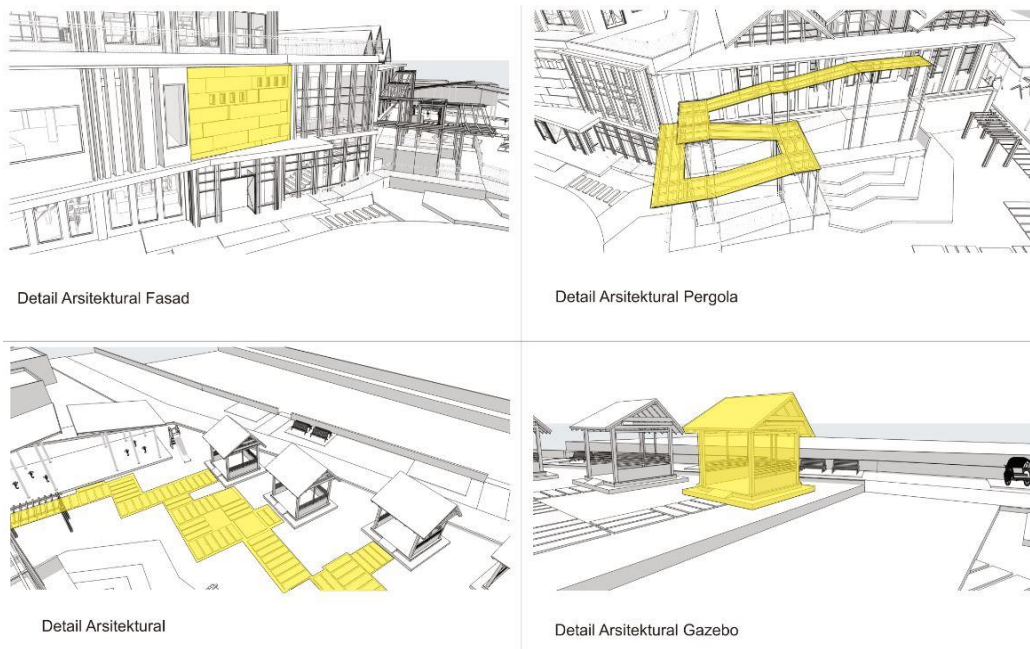 Detail Arsitektural Fasad
Detail Arsitektural Pergola
Detail Arsitektural
Detail Arsitektural Gazebo